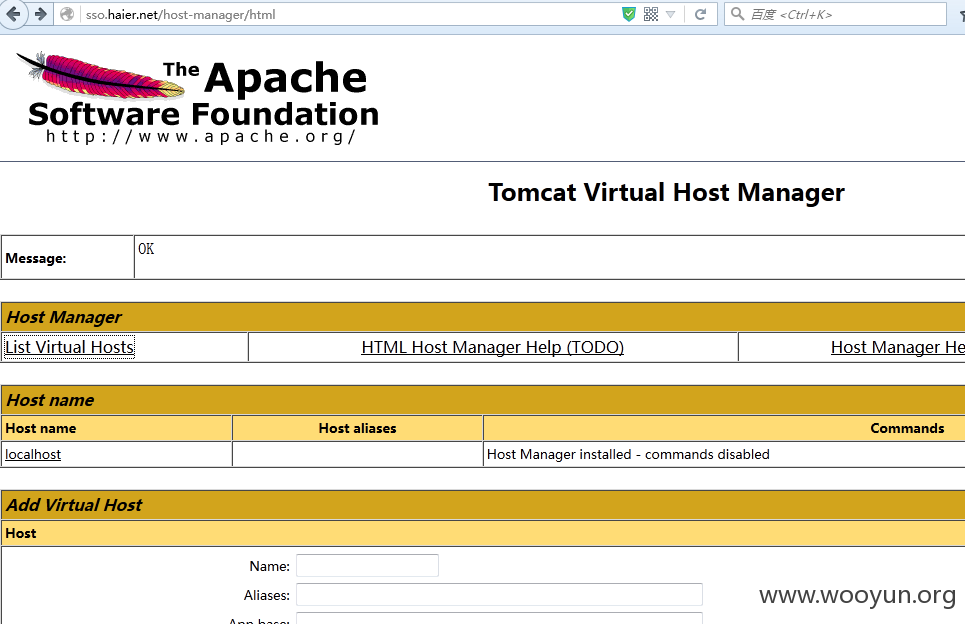 sso.haier.net/host-manager/html
百度 <Ctrl+K>
The Apache
Software Foundation
http://www.apache.org/
Tomcat Virtual Host Manager
Message: OK
Host Manager
List Virtual Hosts HTML Host Manager Help (TODO) Host Manager He
Host name
Host name Host aliases Commands
localhost Host Manager installed - commands disabled
Add Virtual Host
Host
Name:
Aliases:
App base:
www.wooyun.org